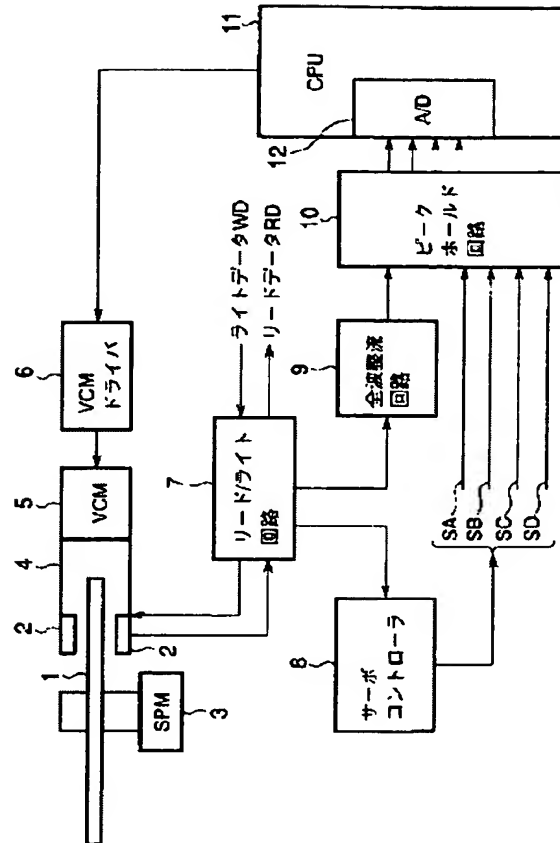 1
2
2
3
SPM
4
5
VCM
6
VCM
ドライバ
7
リード/ライト
回路
ライトデータWD
リードデータRD
8
サーボ
コントローラ
9
全波整流
回路
SA
SB
SC
SD
10
ピーク
ホールド
回路
11
CPU
12
A/D